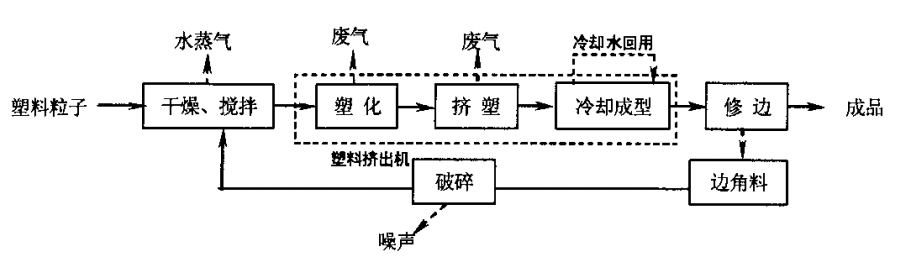 水蒸气
废气
废气
冷却水回用
塑料粒子
干燥、搅拌
塑 化
挤 塑
冷却成型
修 边
成品
塑料挤出机
破碎
边角料
噪声